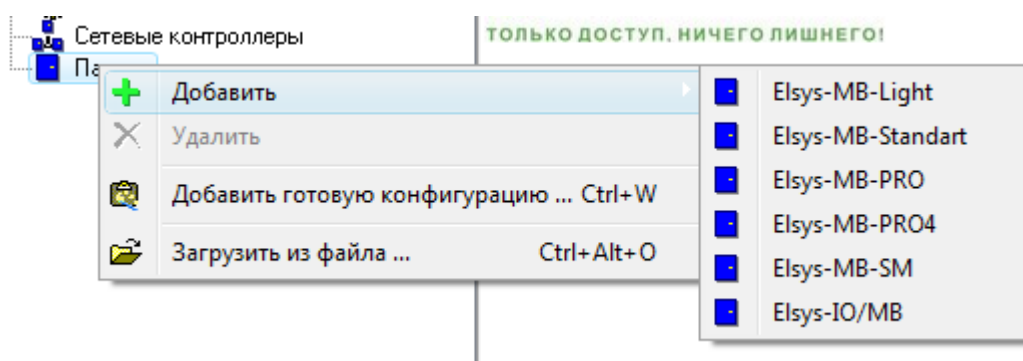 Сетевые контроллеры
ТОЛЬКО ДОСТУП. НИЧЕГО ЛИШНЕГО!
Добавить
Удалить
Добавить готовую конфигурацию ... Ctrl+W
Загрузить из файла ... Ctrl+Alt+O
Elsys-MB-Light
Elsys-MB-Standart
Elsys-MB-PRO
Elsys-MB-PRO4
Elsys-MB-SM
Elsys-IO/MB